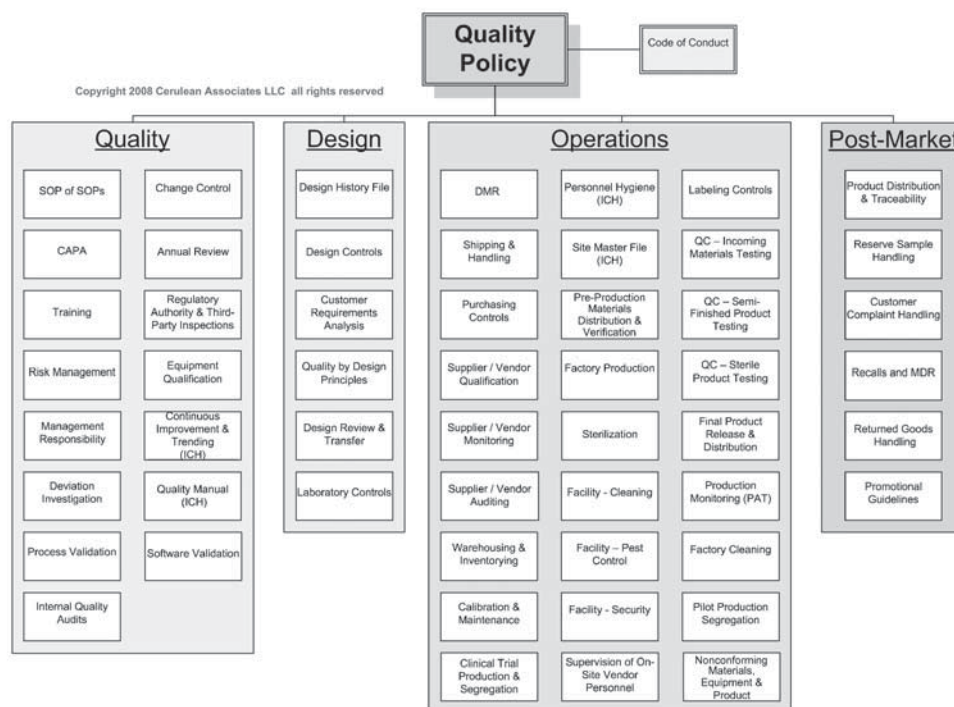 Quality
Policy
Code of Conduct
Copyright 2008 Cerulean Associates LLC all rights reserved
Quality
SOP of SOPs
Change Control
CAPA
Annual Review
Training
Regulatory
Authority & Third-
Party Inspections
Risk Management
Equipment
Qualification
Management
Responsibility
Continuous
Improvement &
Trending
(ICH)
Deviation
Investigation
Quality Manual
(ICH)
Process Validation
Software Validation
Internal Quality
Audits
Design
Design History File
Design Controls
Customer
Requirements
Analysis
Quality by Design
Principles
Design Review &
Transfer
Laboratory Controls
Operations
DMR
Personnel Hygiene
(ICH)
Labeling Controls
Shipping &
Handling
Site Master File
(ICH)
QC – Incoming
Materials Testing
Purchasing
Controls
Pre-Production
Materials
Distribution &
Verification
QC – Semi-
Finished Product
Testing
Supplier / Vendor
Qualification
Factory Production
QC – Sterile
Product Testing
Supplier / Vendor
Monitoring
Sterilization
Final Product
Release &
Distribution
Supplier / Vendor
Auditing
Facility - Cleaning
Production
Monitoring (PAT)
Warehousing &
Inventorying
Facility – Pest
Control
Factory Cleaning
Calibration &
Maintenance
Facility - Security
Pilot Production
Segregation
Clinical Trial
Production &
Segregation
Supervision of On-
Site Vendor
Personnel
Nonconforming
Materials,
Equipment &
Product
Post-Market
Product Distribution
& Traceability
Reserve Sample
Handling
Customer
Complaint Handling
Recalls and MDR
Returned Goods
Handling
Promotional
Guidelines